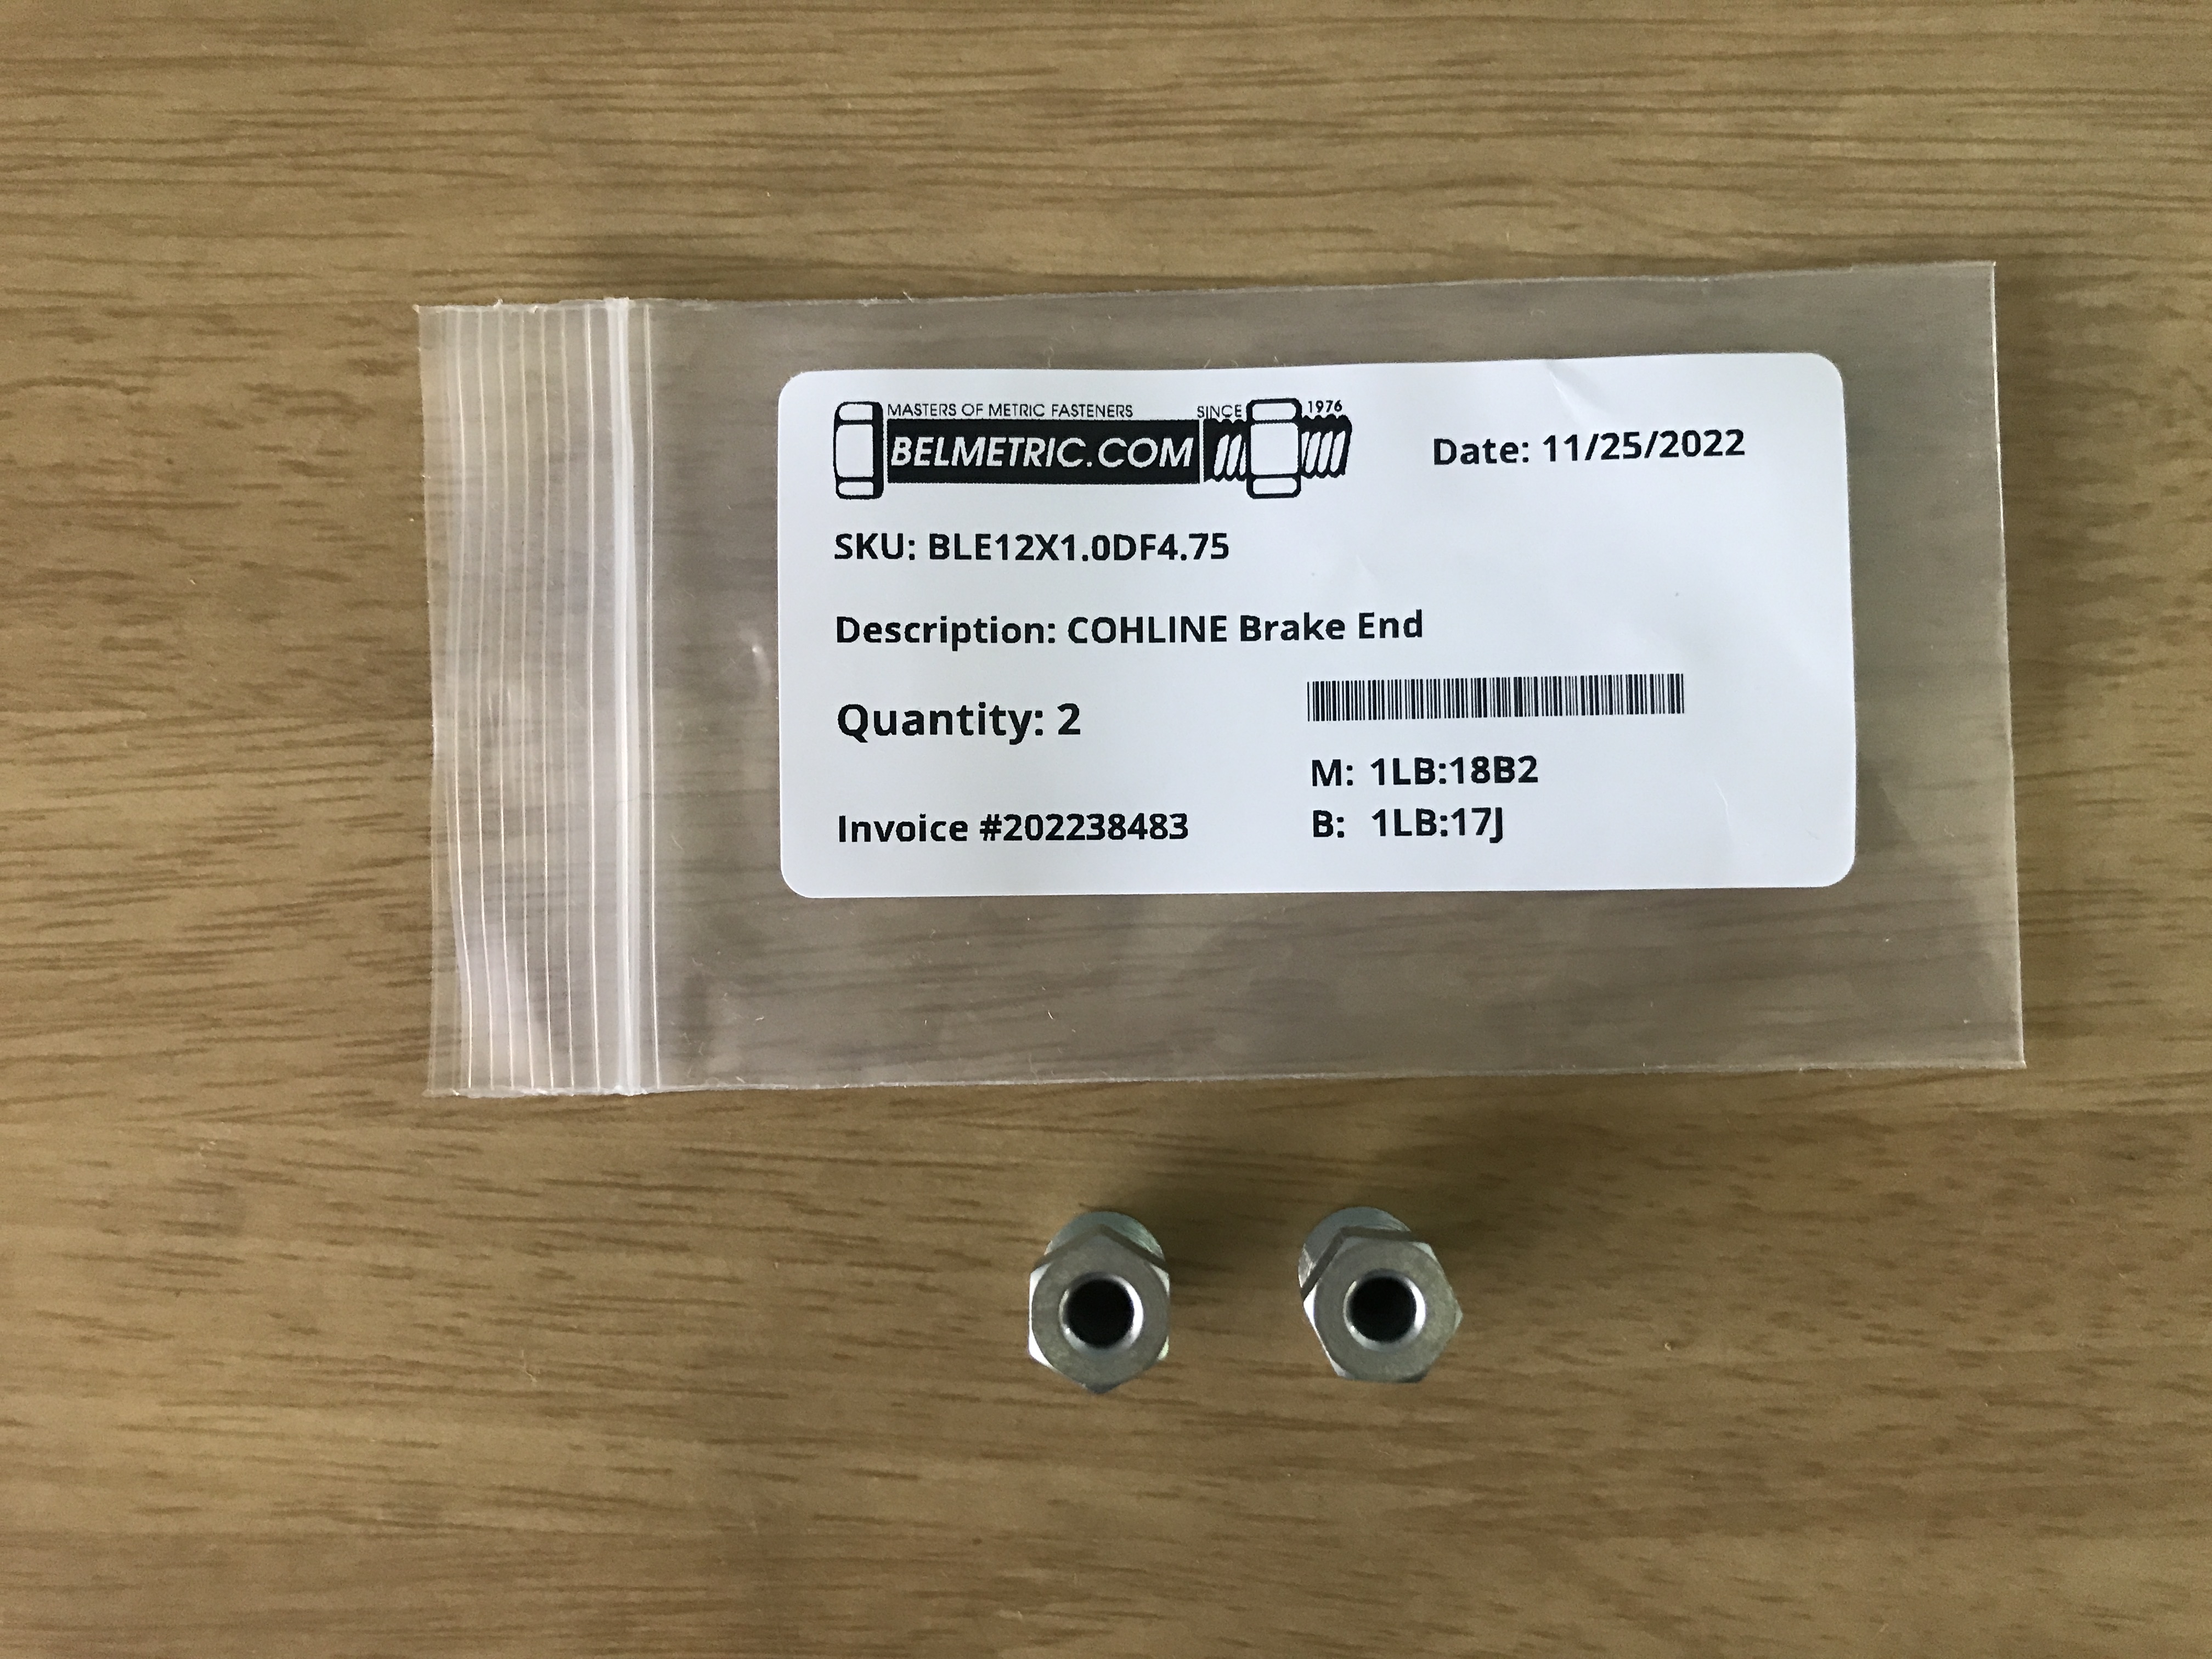 MASTERS OF METRIC FASTENERS SINCE 1976
BELMETRIC.COM
Date: 11/25/2022
SKU: BLE12X1.0DF4.75
Description: COHLINE Brake End
Quantity: 2
M: 1LB:18B2
B: 1LB:17J
Invoice #202238483